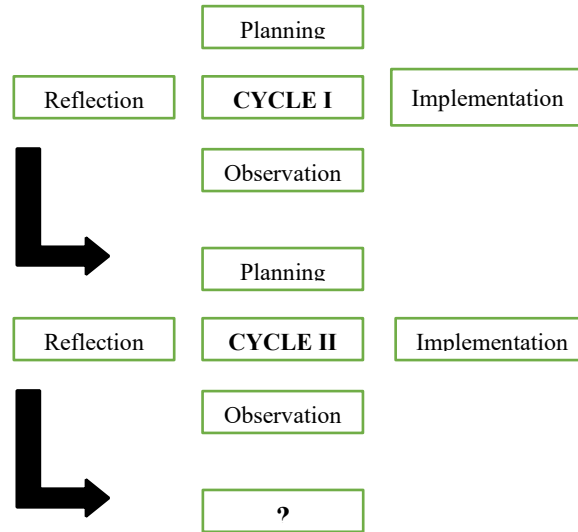 Planning
Reflection
CYCLE I
Implementation
Observation
Planning
Reflection
CYCLE II
Implementation
Observation
?